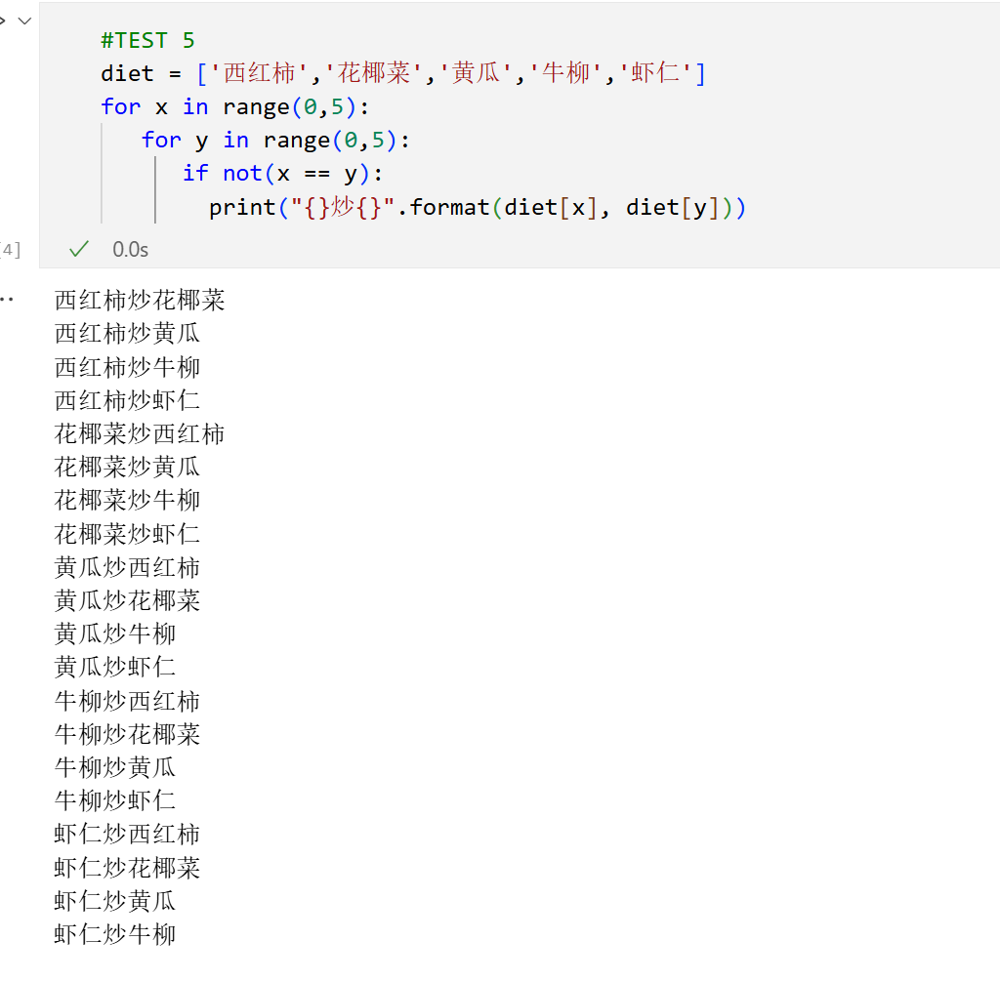 #TEST 5
diet = ['西红柿','花椰菜','黄瓜','牛柳','虾仁']
for x in range(0,5):
for y in range(0,5):
if not(x == y):
print("{}炒{}".format(diet[x], diet[y]))
[4]
0.0s
西红柿炒花椰菜
西红柿炒黄瓜
西红柿炒牛柳
西红柿炒虾仁
花椰菜炒西红柿
花椰菜炒黄瓜
花椰菜炒牛柳
花椰菜炒虾仁
黄瓜炒西红柿
黄瓜炒花椰菜
黄瓜炒牛柳
黄瓜炒虾仁
牛柳炒西红柿
牛柳炒花椰菜
牛柳炒黄瓜
牛柳炒虾仁
虾仁炒西红柿
虾仁炒花椰菜
虾仁炒黄瓜
虾仁炒牛柳